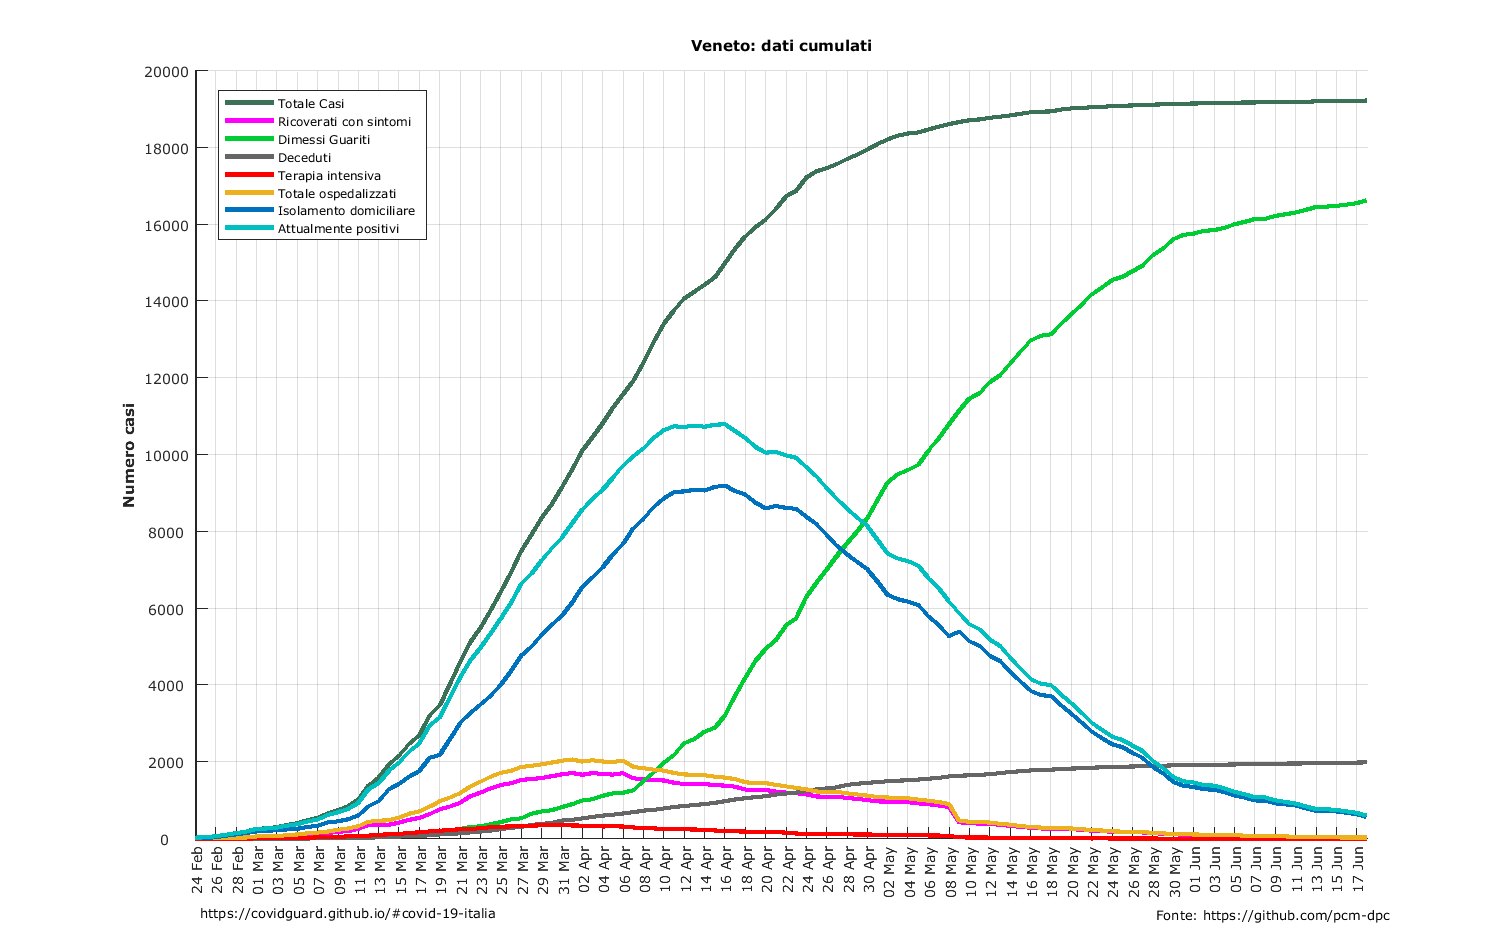 Veneto: dati cumulati
20000
18000
16000
14000
12000
10000
8000
6000
4000
2000
0
Numero casi
Totale Casi
Ricoverati con sintomi
Dimessi Guariti
Deceduti
Terapia intensiva
Totale ospedalizzati
Isolamento domiciliare
Attualmente positivi
24 Feb
26 Feb
28 Feb
01 Mar
03 Mar
05 Mar
07 Mar
09 Mar
11 Mar
13 Mar
15 Mar
17 Mar
19 Mar
21 Mar
23 Mar
25 Mar
27 Mar
29 Mar
31 Mar
02 Apr
04 Apr
06 Apr
08 Apr
10 Apr
12 Apr
14 Apr
16 Apr
18 Apr
20 Apr
22 Apr
24 Apr
26 Apr
28 Apr
30 Apr
02 May
04 May
06 May
08 May
10 May
12 May
14 May
16 May
18 May
20 May
22 May
24 May
26 May
28 May
30 May
01 Jun
03 Jun
05 Jun
07 Jun
09 Jun
11 Jun
13 Jun
15 Jun
17 Jun
https://covidguard.github.io/#covid-19-italia
Fonte: https://github.com/pcm-dpc